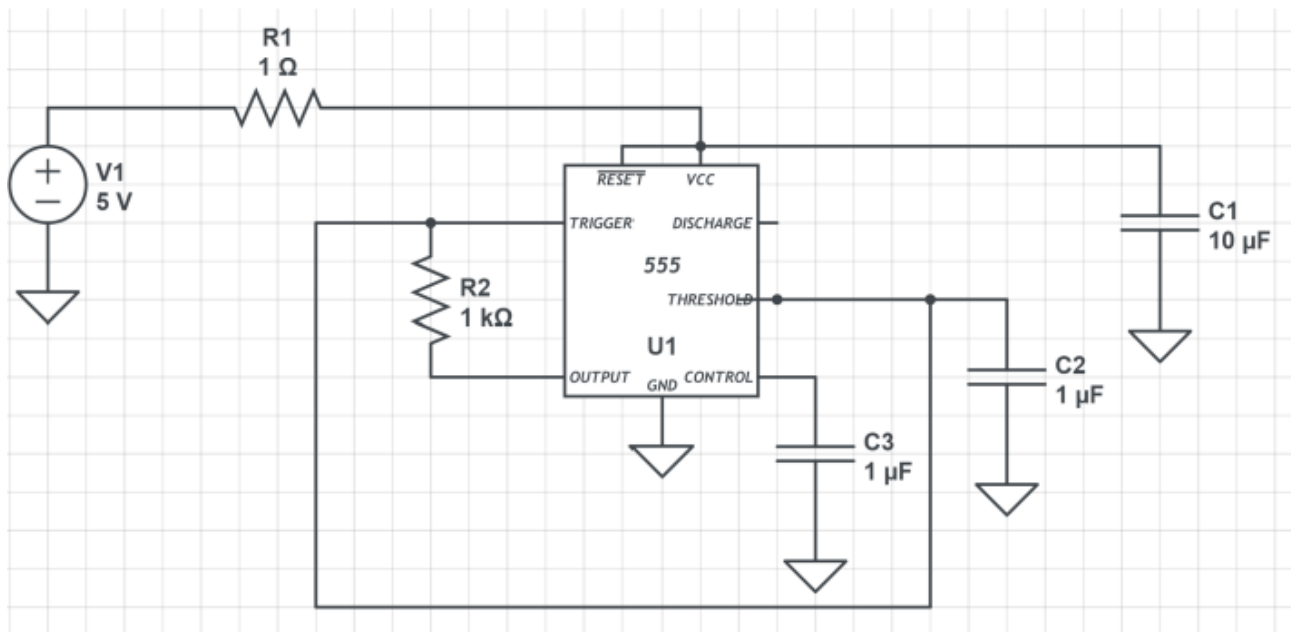 R1
1 Ω
V1
5 V
RESET
VCC
TRIGGER
DISCHARGE
555
THRESHOLD
R2
1 kΩ
U1
OUTPUT
GND
CONTROL
C1
10 µF
C2
1 µF
C3
1 µF